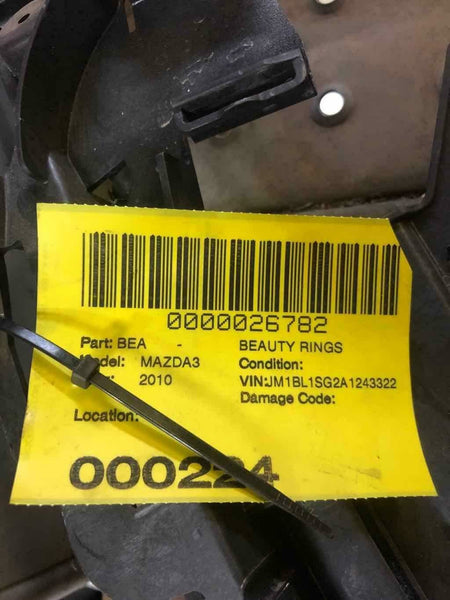 0000026782
Part: BEA - BEAUTY RINGS
Model: MAZDA3 Condition:
2010 VIN:JM1BL1SG2A1243322
Damage Code:
Location:
000224